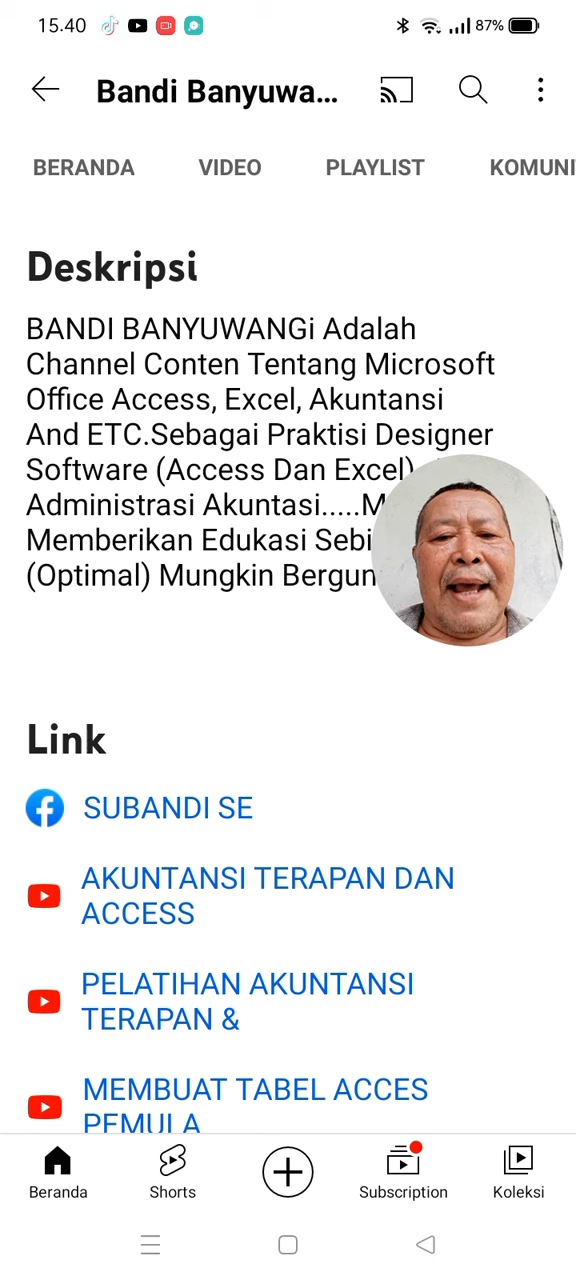 15.40
87%
Bandi Banyuwa...
BERANDA
VIDEO
PLAYLIST
KOMUNI
Deskripsi
BANDI BANYUWANGi Adalah
Channel Conten Tentang Microsoft
Office Access, Excel, Akuntansi
And ETC.Sebagai Praktisi Designer
Software (Access Dan Excel)
Administrasi Akuntasi.....M
Memberikan Edukasi Sebi
(Optimal) Mungkin Bergun
Link
SUBANDI SE
AKUNTANSI TERAPAN DAN
ACCESS
PELATIHAN AKUNTANSI
TERAPAN &
MEMBUAT TABEL ACCES
PEMULA
Beranda
Shorts
Subscription
Koleksi